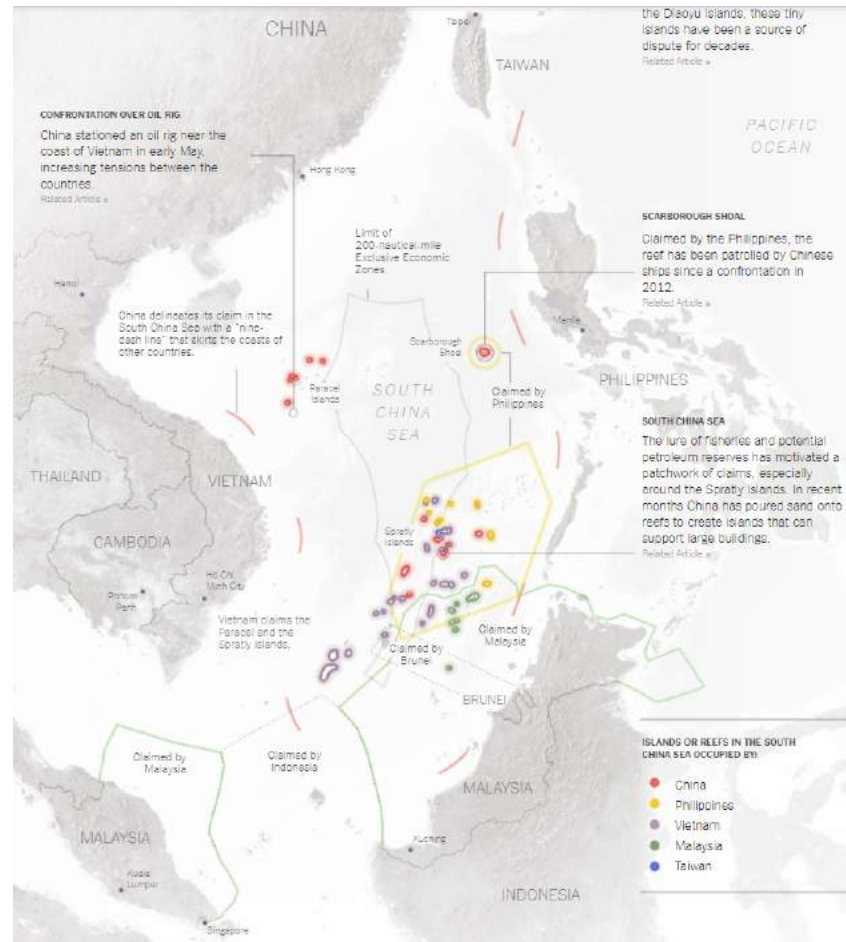 the Diaoyu Islands, these tiny
islands have been a source of
dispute for decades.
Related Article »
CHINA
Taipei
TAIWAN
PACIFIC
OCEAN
CONFRONTATION OVER OIL RIG
China stationed an oil rig near the
coast of Vietnam in early May,
increasing tensions between the
countries.
Related Article »
Hong Kong
SCARBOROUGH SHOAL
Claimed by the Philippines, the
reef has been patrolled by Chinese
ships since a confrontation in
2012.
Related Article »
Limit of
200-nautical-mile
Exclusive Economic
Zones
Hanoi
China delineates its claim in the
South China Sea with a "nine-
dash line" that skirts the coasts of
other countries.
Manila
Scarborough
Shoal
Paracel
Islands
SOUTH
CHINA
SEA
Claimed by
Philippines
PHILIPPINES
SOUTH CHINA SEA
The lure of fisheries and potential
petroleum reserves has motivated a
patchwork of claims, especially
around the Spratly Islands. In recent
months China has poured sand onto
reefs to create islands that can
support large buildings.
Related Article »
THAILAND
VIETNAM
CAMBODIA
Spratly
Islands
Phnom
Penh
Ho Chi
Minh City
Vietnam claims the
Paracel and the
Spratly Islands.
Claimed by
Brunei
Claimed by
Malaysia
BRUNEI
Claimed by
Malaysia
Claimed by
Indonesia
MALAYSIA
MALAYSIA
Kuala
Lumpur
Kuching
Singapore
INDONESIA
ISLANDS OR REEFS IN THE SOUTH
CHINA SEA OCCUPIED BY:
China
Philippines
Vietnam
Malaysia
Taiwan